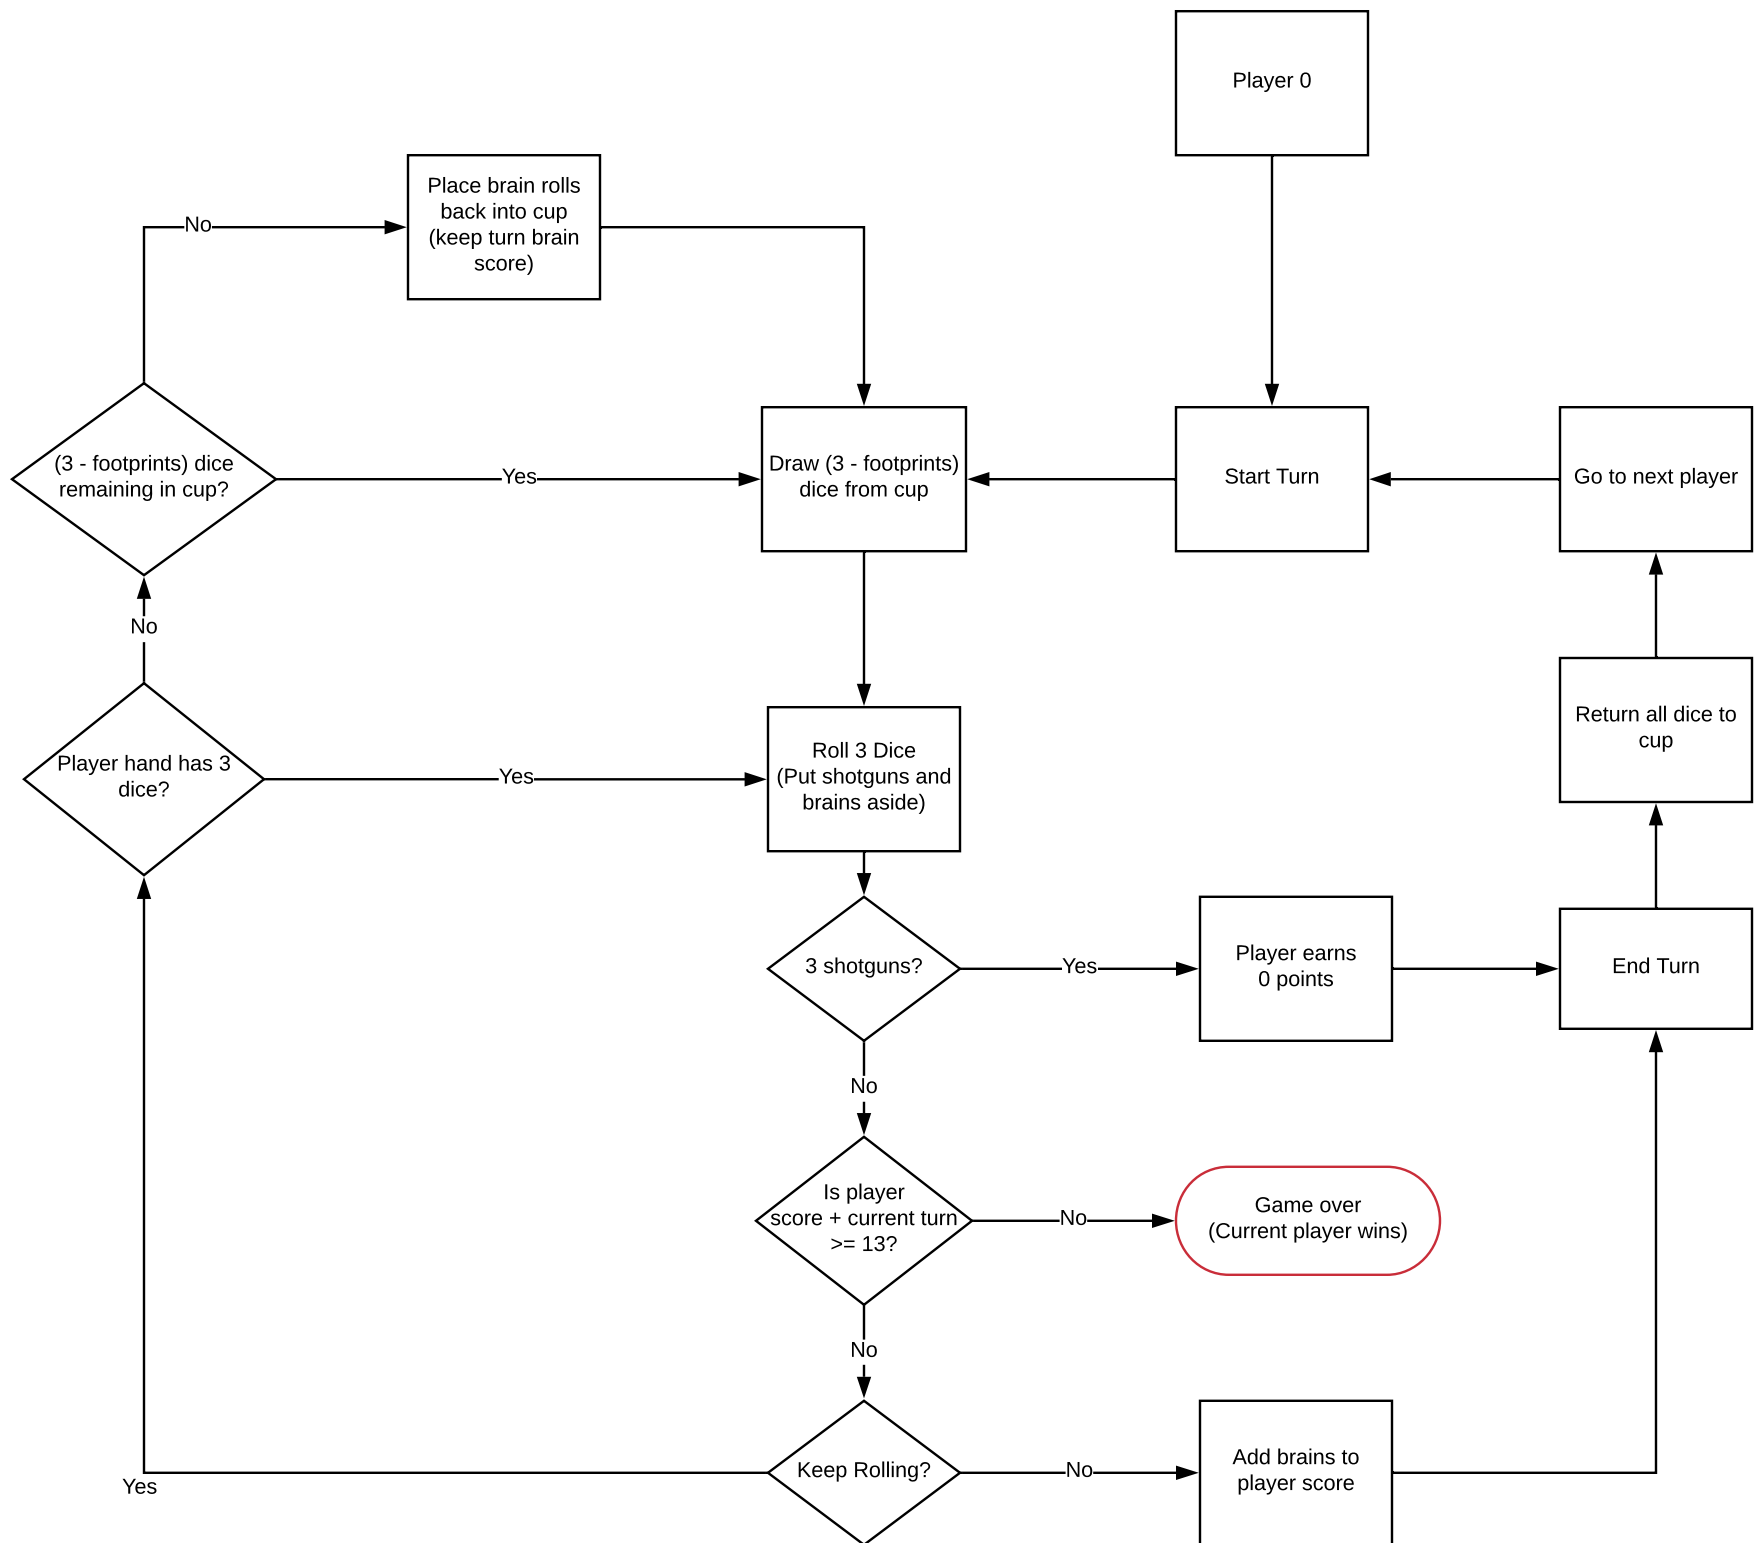 Player 0
Place brain rolls
back into cup
(keep turn brain
score)
No
(3 - footprints) dice
remaining in cup?
Yes
Draw (3 - footprints)
dice from cup
Start Turn
Go to next player
No
Player hand has 3
dice?
Yes
Roll 3 Dice
(Put shotguns and
brains aside)
Return all dice to
cup
3 shotguns?
Yes
Player earns
0 points
End Turn
No
Is player
score + current turn
>= 13?
No
Game over
(Current player wins)
No
Keep Rolling?
Yes
No
Add brains to
player score